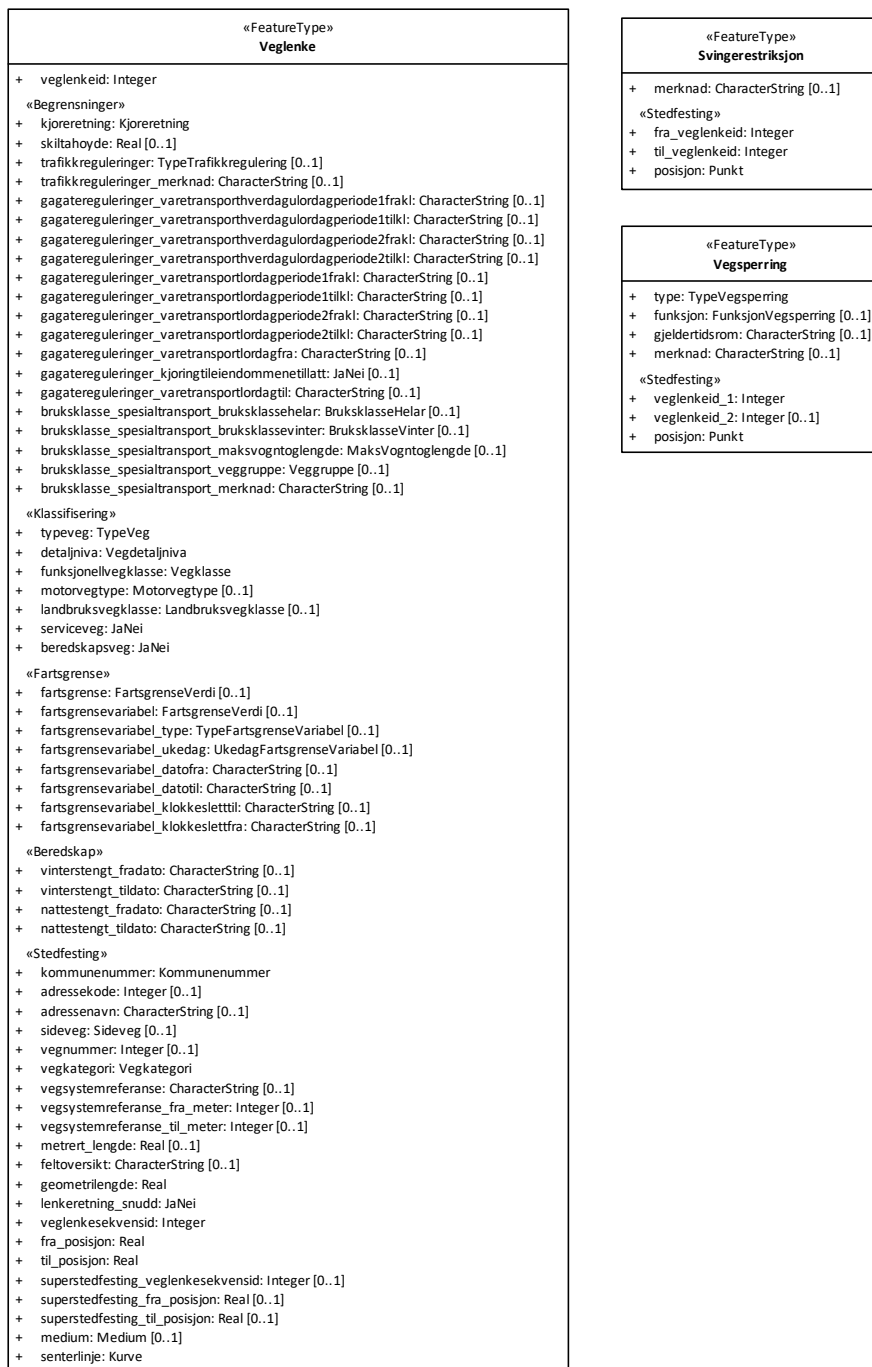 «FeatureType»
Veglenke
+ veglenkeid: Integer
«Begrensninger»
+ kjoreretning: Kjoreretning
+ skiltahoyde: Real [0..1]
+ trafikkreguleringer: TypeTrafikkregulering [0..1]
+ trafikkreguleringer_merknad: CharacterString [0..1]
+ gagatereguleringer_varetransporthverdagulordagperiode1frakl: CharacterString [0..1]
+ gagatereguleringer_varetransporthverdagulordagperiode1tilkl: CharacterString [0..1]
+ gagatereguleringer_varetransporthverdagulordagperiode2frakl: CharacterString [0..1]
+ gagatereguleringer_varetransporthverdagulordagperiode2tilkl: CharacterString [0..1]
+ gagatereguleringer_varetransportlordagperiode1frakl: CharacterString [0..1]
+ gagatereguleringer_varetransportlordagperiode1tilkl: CharacterString [0..1]
+ gagatereguleringer_varetransportlordagperiode2frakl: CharacterString [0..1]
+ gagatereguleringer_varetransportlordagperiode2tilkl: CharacterString [0..1]
+ gagatereguleringer_varetransportlordagfra: CharacterString [0..1]
+ gagatereguleringer_kjoringtileiendommenetillatt: JaNei [0..1]
+ gagatereguleringer_varetransportlordagtil: CharacterString [0..1]
+ bruksklasse_spesialtransport_bruksklassehelar: BruksklasseHelar [0..1]
+ bruksklasse_spesialtransport_bruksklassevinter: BruksklasseVinter [0..1]
+ bruksklasse_spesialtransport_maksvogntoglengde: MaksVogntoglengde [0..1]
+ bruksklasse_spesialtransport_veggruppe: Veggruppe [0..1]
+ bruksklasse_spesialtransport_merknad: CharacterString [0..1]
«Klassifisering»
+ typeveg: TypeVeg
+ detaljniva: Vegdetaljniva
+ funksjonellvegklasse: Vegklasse
+ motorvegtype: Motorvegtype [0..1]
+ landbruksvegklasse: Landbruksvegklasse [0..1]
+ serviceveg: JaNei
+ beredskapsveg: JaNei
«Fartsgrense»
+ fartsgrense: FartsgrenseVerdi [0..1]
+ fartsgrensevariabel: FartsgrenseVerdi [0..1]
+ fartsgrensevariabel_type: TypeFartsgrenseVariabel [0..1]
+ fartsgrensevariabel_ukedag: UkedagFartsgrenseVariabel [0..1]
+ fartsgrensevariabel_datofra: CharacterString [0..1]
+ fartsgrensevariabel_datotil: CharacterString [0..1]
+ fartsgrensevariabel_klokkesletttil: CharacterString [0..1]
+ fartsgrensevariabel_klokkeslettfra: CharacterString [0..1]
«Beredskap»
+ vinterstengt_fradato: CharacterString [0..1]
+ vinterstengt_tildato: CharacterString [0..1]
+ nattestengt_fradato: CharacterString [0..1]
+ nattestengt_tildato: CharacterString [0..1]
«Stedfesting»
+ kommunenummer: Kommunenummer
+ adressekode: Integer [0..1]
+ adressenavn: CharacterString [0..1]
+ sideveg: Sideveg [0..1]
+ vegnummer: Integer [0..1]
+ vegkategori: Vegkategori
+ vegsystemreferanse: CharacterString [0..1]
+ vegsystemreferanse_fra_meter: Integer [0..1]
+ vegsystemreferanse_til_meter: Integer [0..1]
+ metrert_lengde: Real [0..1]
+ feltoversikt: CharacterString [0..1]
+ geometrilengde: Real
+ lenkeretning_snudd: JaNei
+ veglenkesekvensid: Integer
+ fra_posisjon: Real
+ til_posisjon: Real
+ superstedfesting_veglenkesekvensid: Integer [0..1]
+ superstedfesting_fra_posisjon: Real [0..1]
+ superstedfesting_til_posisjon: Real [0..1]
+ medium: Medium [0..1]
+ senterlinje: Kurve
«FeatureType»
Svingerestriksjon
+ merknad: CharacterString [0..1]
«Stedfesting»
+ fra_veglenkeid: Integer
+ til_veglenkeid: Integer
+ posisjon: Punkt
«FeatureType»
Vegsperring
+ type: TypeVegsperring
+ funksjon: FunksjonVegsperring [0..1]
+ gjeldertidsrom: CharacterString [0..1]
+ merknad: CharacterString [0..1]
«Stedfesting»
+ veglenkeid_1: Integer
+ veglenkeid_2: Integer [0..1]
+ posisjon: Punkt